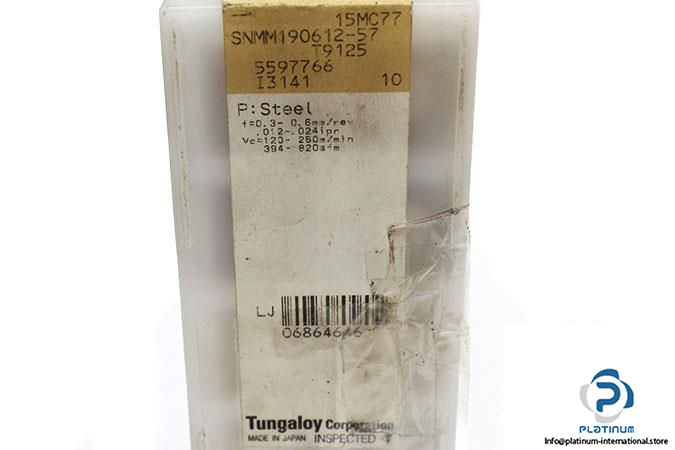 15MC77
SNMM190612-57
T9125
5597766
I3141 10
P:Steel
f=0.3- 0.6mm/rev
.012-.024ipr
Vc=120- 250m/min
394- 820sfm
LJ
06864646
Tungaloy Corporation
MADE IN JAPAN INSPECTED
PLATINUM
Info@platinum-international.store